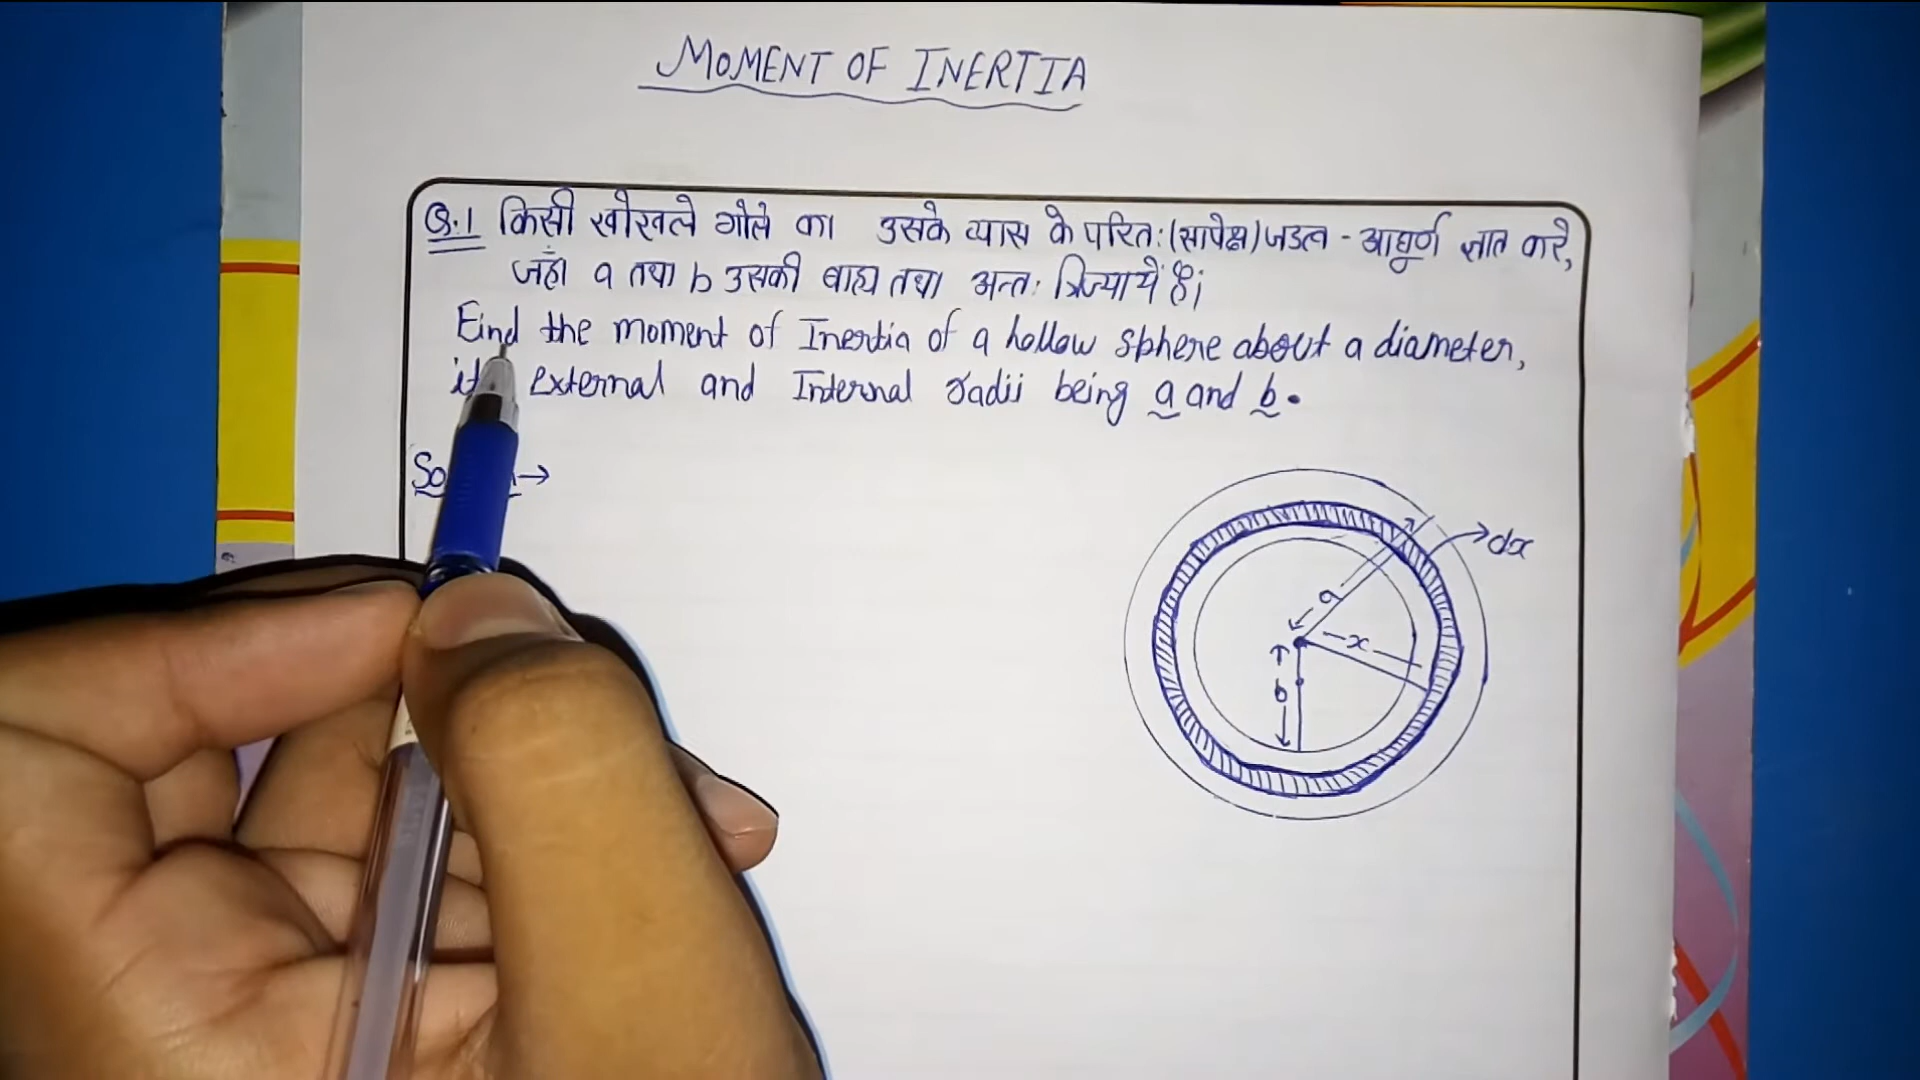 MOMENT OF INERTIA
Q.1 किसी खोखले गोले का उसके व्यास के परितः (सापेक्ष) जडत्व - आघूर्ण ज्ञात करे,
जहाँ a तथा b उसकी बाह्य तथा अन्तः त्रिज्यायें है।
Find the moment of Inertia of a hollow sphere about a diameter,
external and Internal radii being a and b.
dx
a
x
b